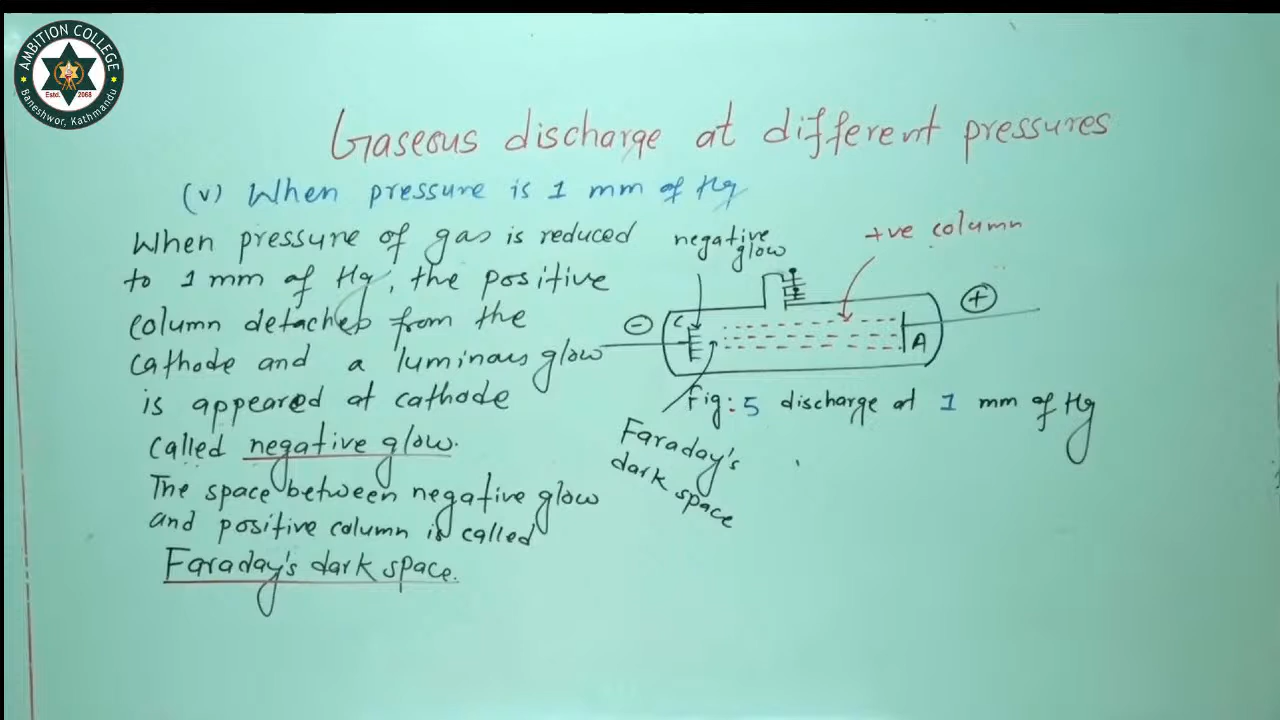 AMBITION COLLEGE
Estd. 2068
Baneshwor, Kathmandu
Gaseous discharge at different pressures
(v) When pressure is 1 mm of Hg
When pressure of gas is reduced
to 1 mm of Hg, the positive
column detaches from the
cathode and a luminous glow
is appeared at cathode
called negative glow.
The space between negative glow
and positive column is called
Faraday's dark space.
negative
glow
+ve column
- C
A +
Fig: 5 discharge at 1 mm of Hg
Faraday's
dark space